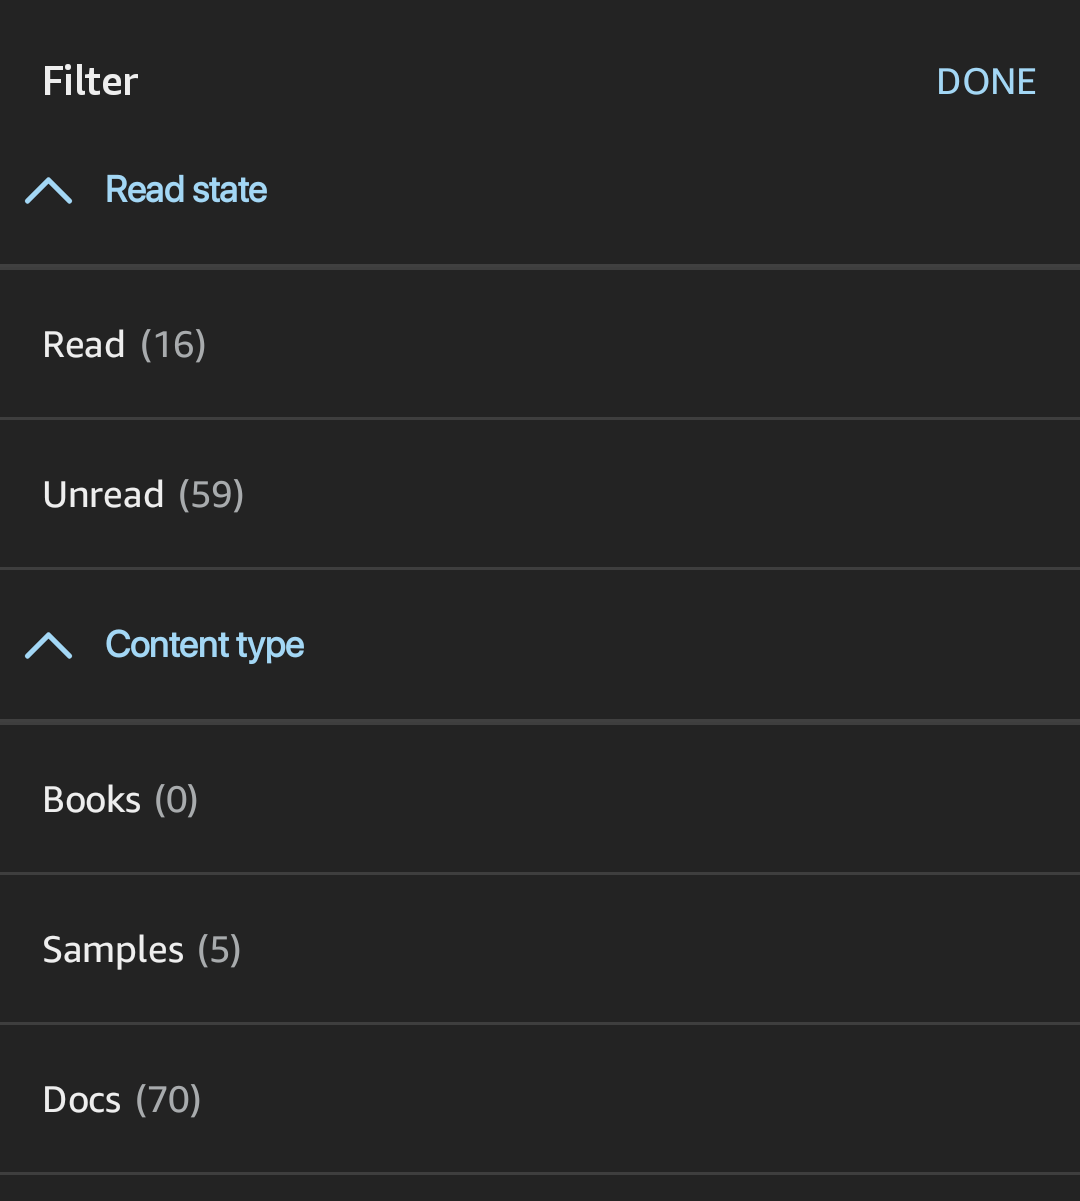 Filter
DONE
Read state
Read (16)
Unread (59)
Content type
Books (0)
Samples (5)
Docs (70)